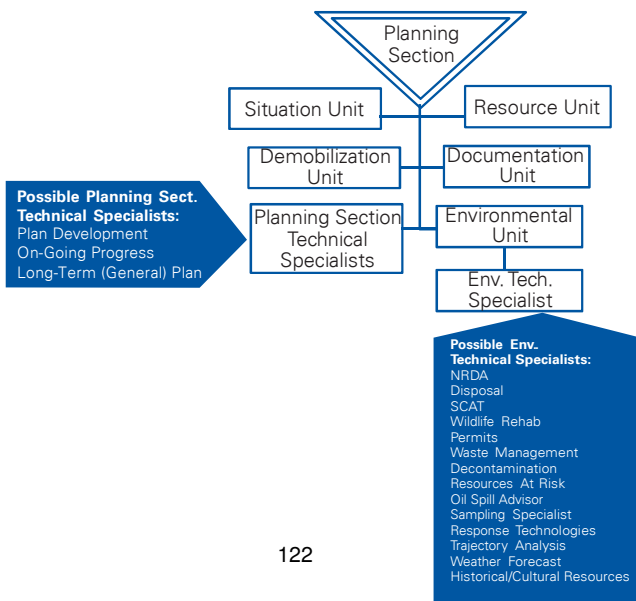 Planning
Section
Situation Unit
Resource Unit
Demobilization
Unit
Documentation
Unit
Possible Planning Sect.
Technical Specialists:
Plan Development
On-Going Progress
Long-Term (General) Plan
Planning Section
Technical
Specialists
Environmental
Unit
Env. Tech.
Specialist
Possible Env.
Technical Specialists:
NRDA
Disposal
SCAT
Wildlife Rehab
Permits
Waste Management
Decontamination
Resources At Risk
Oil Spill Advisor
Sampling Specialist
Response Technologies
Trajectory Analysis
Weather Forecast
Historical/Cultural Resources
122